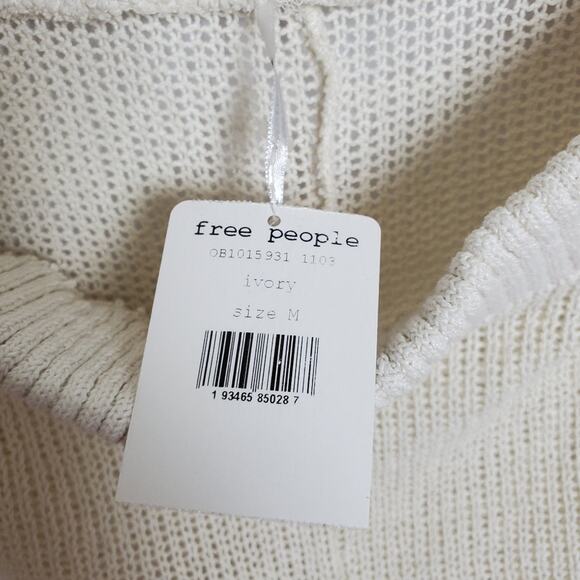 free people
OB1015931 1103
ivory
size M
1 93465 85028 7